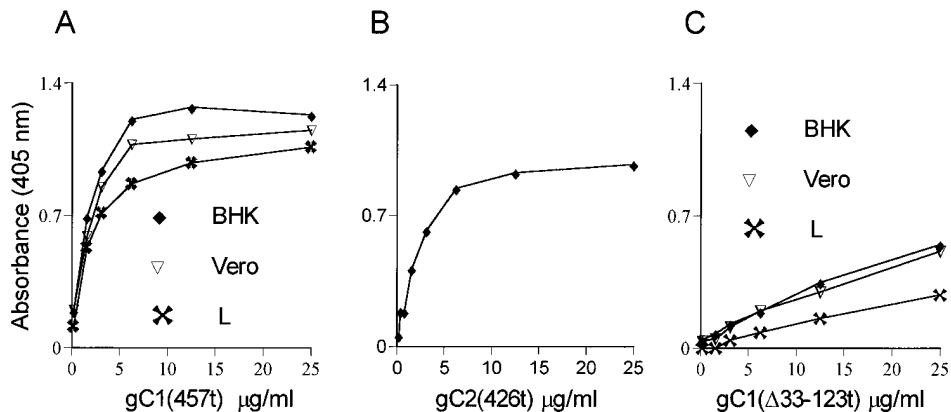 A
B
C
Absorbance (405 nm)
1.4
0.7
0
0 5 10 15 20 25
BHK
Vero
L
gC1(457t) µg/ml
1.4
0.7
0
0 5 10 15 20 25
gC2(426t) µg/ml
1.4
0.7
0
0 5 10 15 20 25
BHK
Vero
L
gC1(Δ33-123t) µg/ml